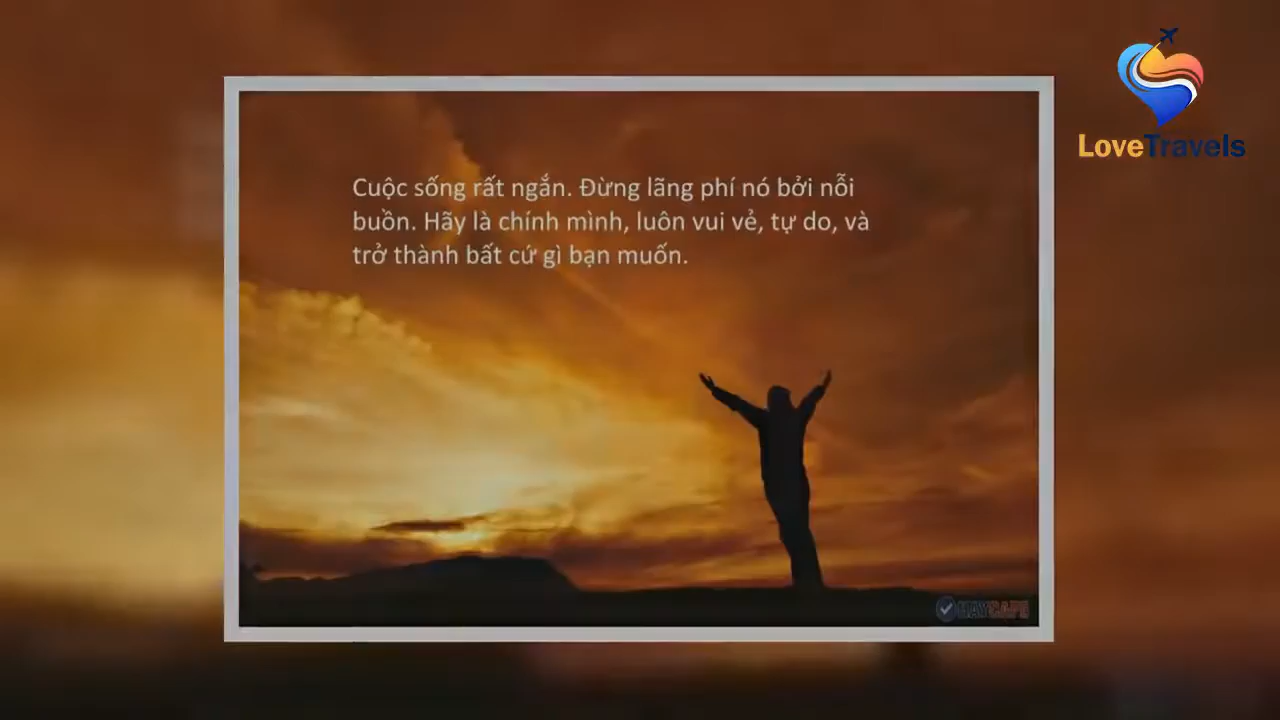 LoveTravels
Cuộc sống rất ngắn. Đừng lãng phí nó bởi nỗi
buồn. Hãy là chính mình, luôn vui vẻ, tự do, và
trở thành bất cứ gì bạn muốn.